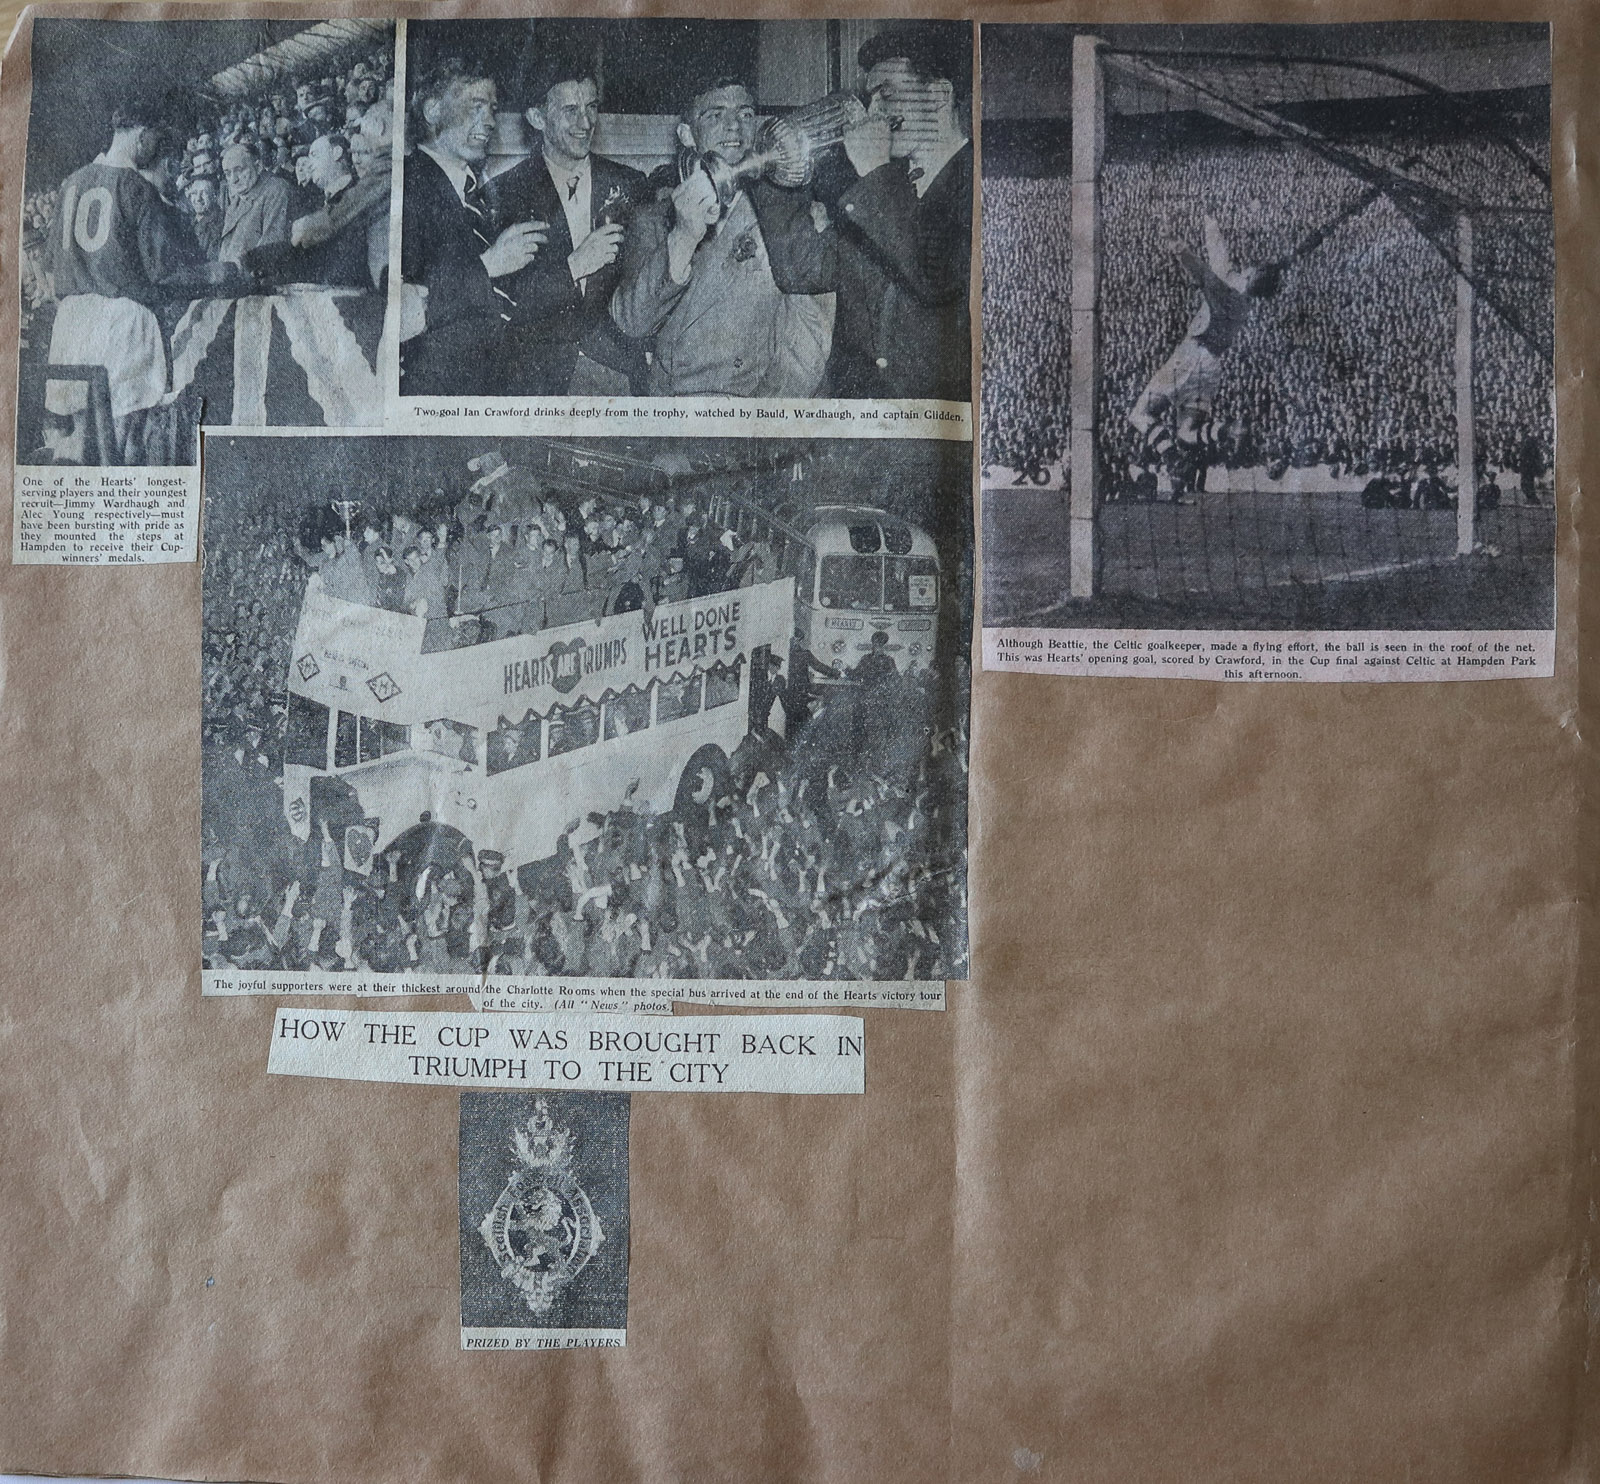 10
One of the Hearts' longest-
serving players and their youngest
recruit—Jimmy Wardhaugh and
Alec Young respectively—must
have been bursting with pride as
they mounted the steps at
Hampden to receive their Cup-
winners' medals.
Two-goal Ian Crawford drinks deeply from the trophy, watched by Bauld, Wardhaugh, and captain Glidden.
26
Although Beattie, the Celtic goalkeeper, made a flying effort, the ball is seen in the roof of the net.
This was Hearts' opening goal, scored by Crawford, in the Cup final against Celtic at Hampden Park
this afternoon.
HEARTS ARE TRUMPS
WELL DONE
HEARTS
The joyful supporters were at their thickest around the Charlotte Rooms when the special bus arrived at the end of the Hearts victory tour
of the city. (All "News" photos.)
HOW THE CUP WAS BROUGHT BACK IN
TRIUMPH TO THE CITY
Scottish Football Association
PRIZED BY THE PLAYERS